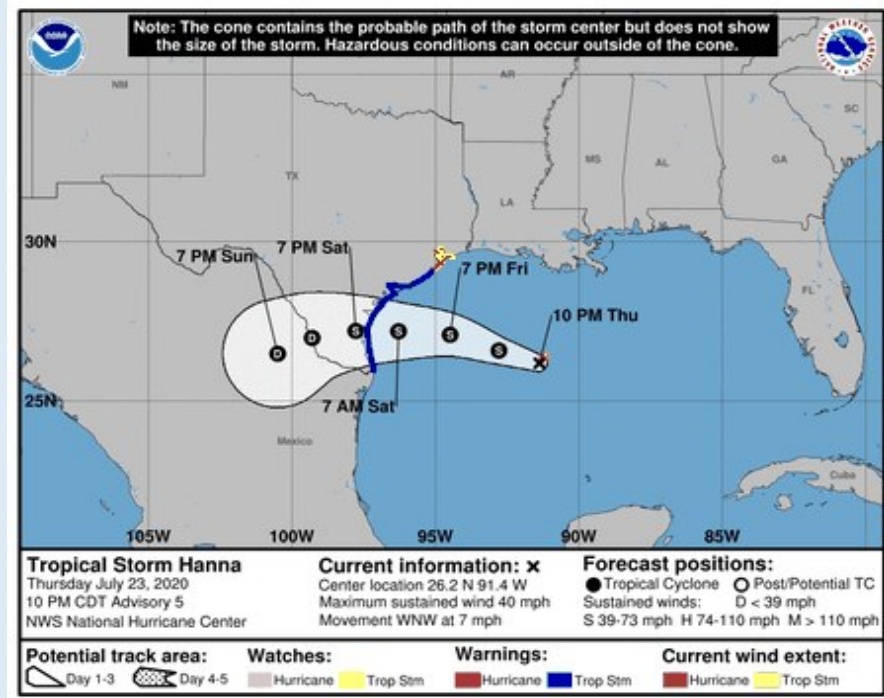 Note: The cone contains the probable path of the storm center but does not show
the size of the storm. Hazardous conditions can occur outside of the cone.
NOAA
NM
AR
SC
TX
MS
AL
GA
LA
30N
7 PM Sun
7 PM Sat
7 PM Fri
FL
10 PM Thu
S
S
S
S
D
D
25N
7 AM Sat
Mexico
Cuba
105W
100W
95W
90W
85W
Tropical Storm Hanna
Thursday July 23, 2020
10 PM CDT Advisory 5
NWS National Hurricane Center
Current information: x
Center location 26.2 N 91.4 W
Maximum sustained wind 40 mph
Movement WNW at 7 mph
Forecast positions:
Tropical Cyclone Post/Potential TC
Sustained winds: D < 39 mph
S 39-73 mph H 74-110 mph M > 110 mph
Potential track area:
Day 1-3 Day 4-5
Watches:
Hurricane Trop Stm
Warnings:
Hurricane Trop Stm
Current wind extent:
Hurricane Trop Stm